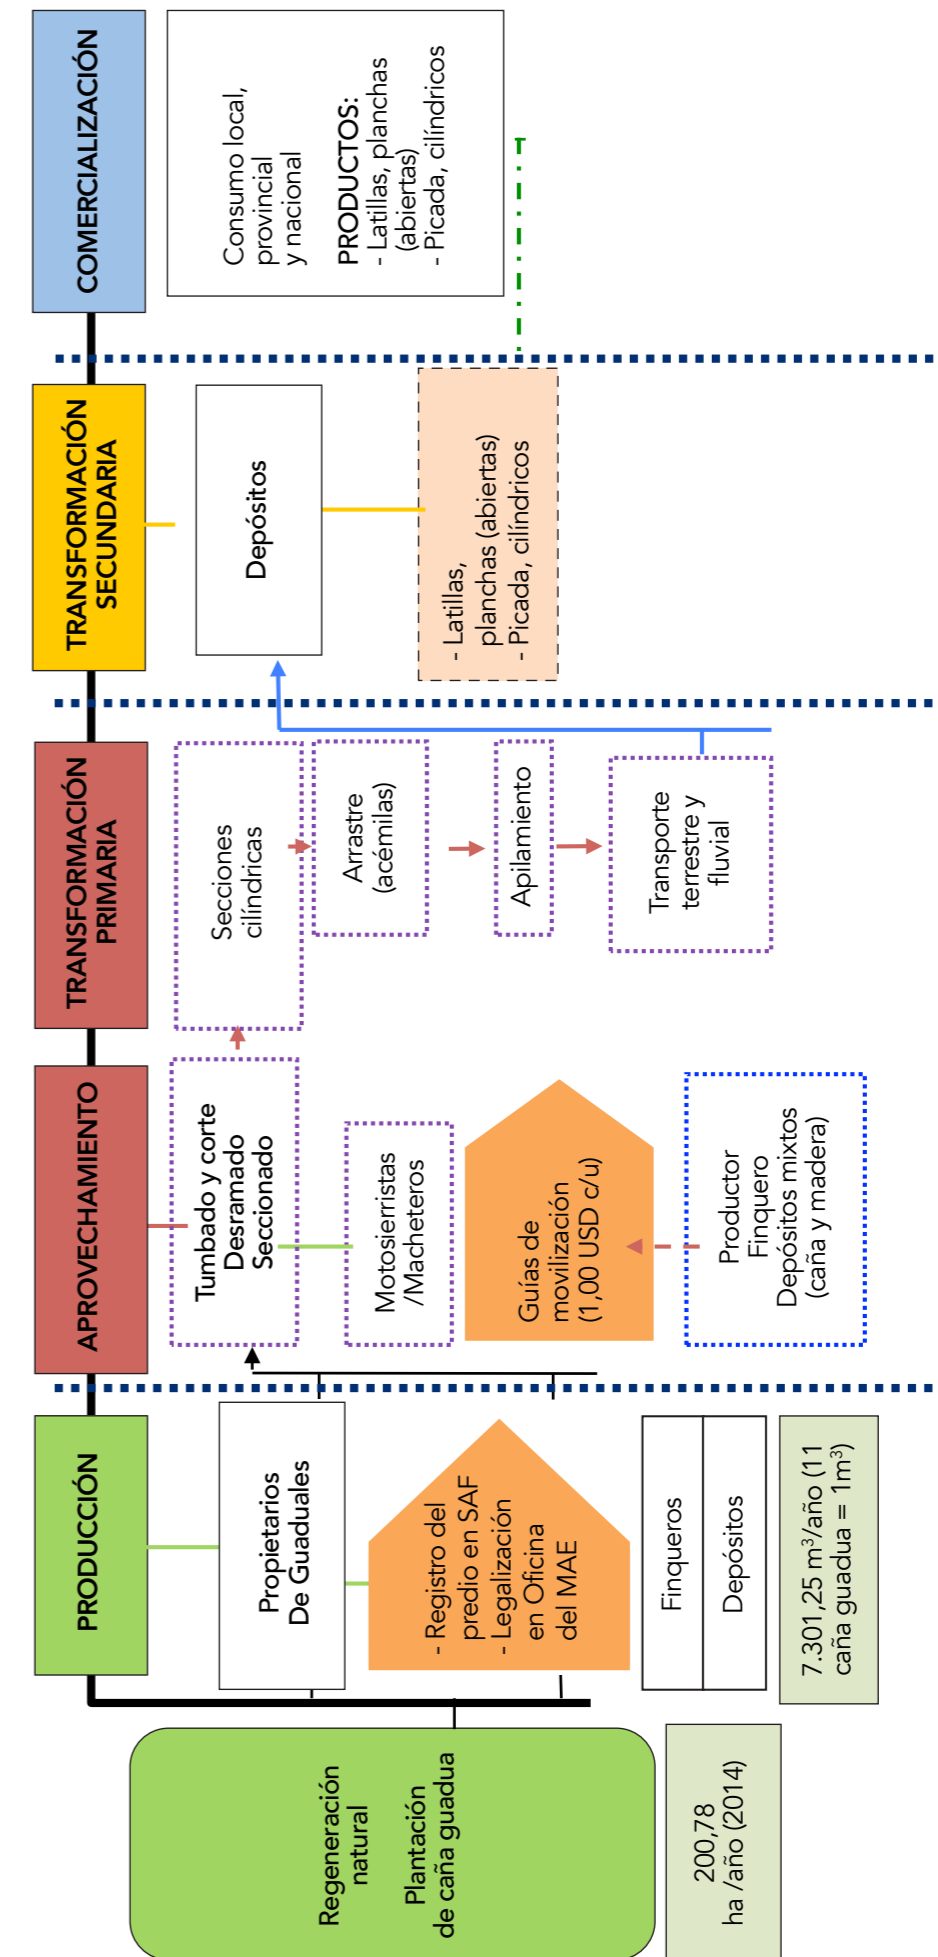 Regeneración
natural
Plantación
de caña guadua
200,78
ha /año (2014)
PRODUCCIÓN
Propietarios
De Guaduales
- Registro del
predio en SAF
- Legalización
en Oficina
del MAE
Finqueros
Depósitos
7.301,25 m³/año (11
caña guadua = 1m³)
APROVECHAMIENTO
Tumbado y corte
Desramado
Seccionado
Motosierristas
/Macheteros
Guías de
movilización
(1,00 USD c/u)
Productor
Finquero
Depósitos mixtos
(caña y madera)
TRANSFORMACIÓN
PRIMARIA
Secciones
cilíndricas
Arrastre
(acémilas)
Apilamiento
Transporte
terrestre y
fluvial
TRANSFORMACIÓN
SECUNDARIA
Depósitos
- Latillas,
planchas (abiertas)
- Picada, cilíndricos
COMERCIALIZACIÓN
Consumo local,
provincial
y nacional
PRODUCTOS:
- Latillas, planchas
(abiertas)
- Picada, cilíndricos